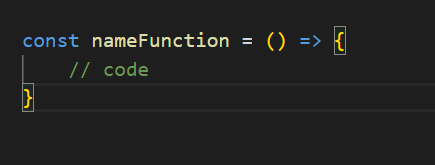 const nameFunction = () => {
    // code
}